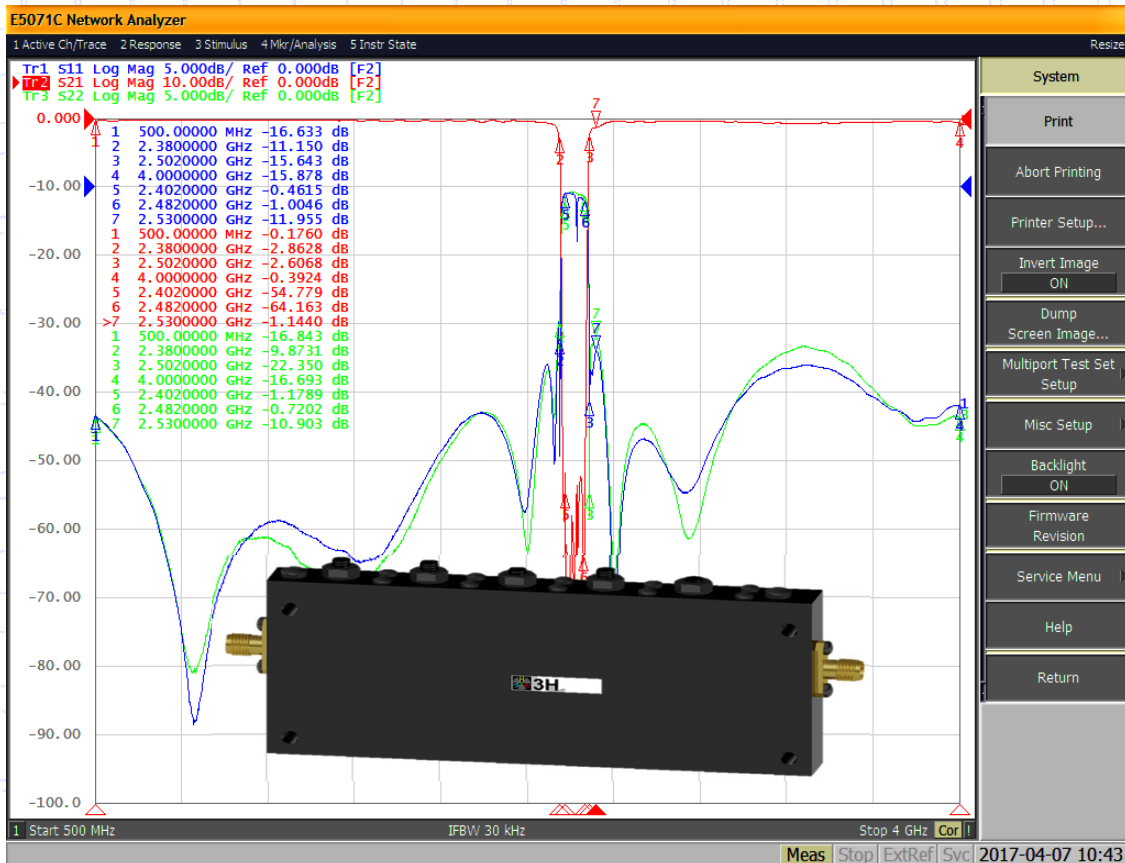 E5071C Network Analyzer
1 Active Ch/Trace 2 Response 3 Stimulus 4 Mkr/Analysis 5 Instr State Resize
Tr1 S11 Log Mag 5.000dB/ Ref 0.000dB [F2]
Tr2 S21 Log Mag 10.00dB/ Ref 0.000dB [F2]
Tr3 S22 Log Mag 5.000dB/ Ref 0.000dB [F2]
0.000
-10.00
-20.00
-30.00
-40.00
-50.00
-60.00
-70.00
-80.00
-90.00
-100.0
1 500.00000 MHz -16.633 dB
2 2.3800000 GHz -11.150 dB
3 2.5020000 GHz -15.643 dB
4 4.0000000 GHz -15.878 dB
5 2.4020000 GHz -0.4615 dB
6 2.4820000 GHz -1.0046 dB
7 2.5300000 GHz -11.955 dB
1 500.00000 MHz -0.1760 dB
2 2.3800000 GHz -2.8628 dB
3 2.5020000 GHz -2.6068 dB
4 4.0000000 GHz -0.3924 dB
5 2.4020000 GHz -54.779 dB
6 2.4820000 GHz -64.163 dB
>7 2.5300000 GHz -1.1440 dB
1 500.00000 MHz -16.843 dB
2 2.3800000 GHz -9.8731 dB
3 2.5020000 GHz -22.350 dB
4 4.0000000 GHz -16.693 dB
5 2.4020000 GHz -1.1789 dB
6 2.4820000 GHz -0.7202 dB
7 2.5300000 GHz -10.903 dB
3H
System
Print
Abort Printing
Printer Setup...
Invert Image
ON
Dump
Screen Image...
Multiport Test Set
Setup
Misc Setup
Backlight
ON
Firmware
Revision
Service Menu
Help
Return
1 Start 500 MHz IFBW 30 kHz Stop 4 GHz Cor !
Meas Stop ExtRef Svc 2017-04-07 10:43